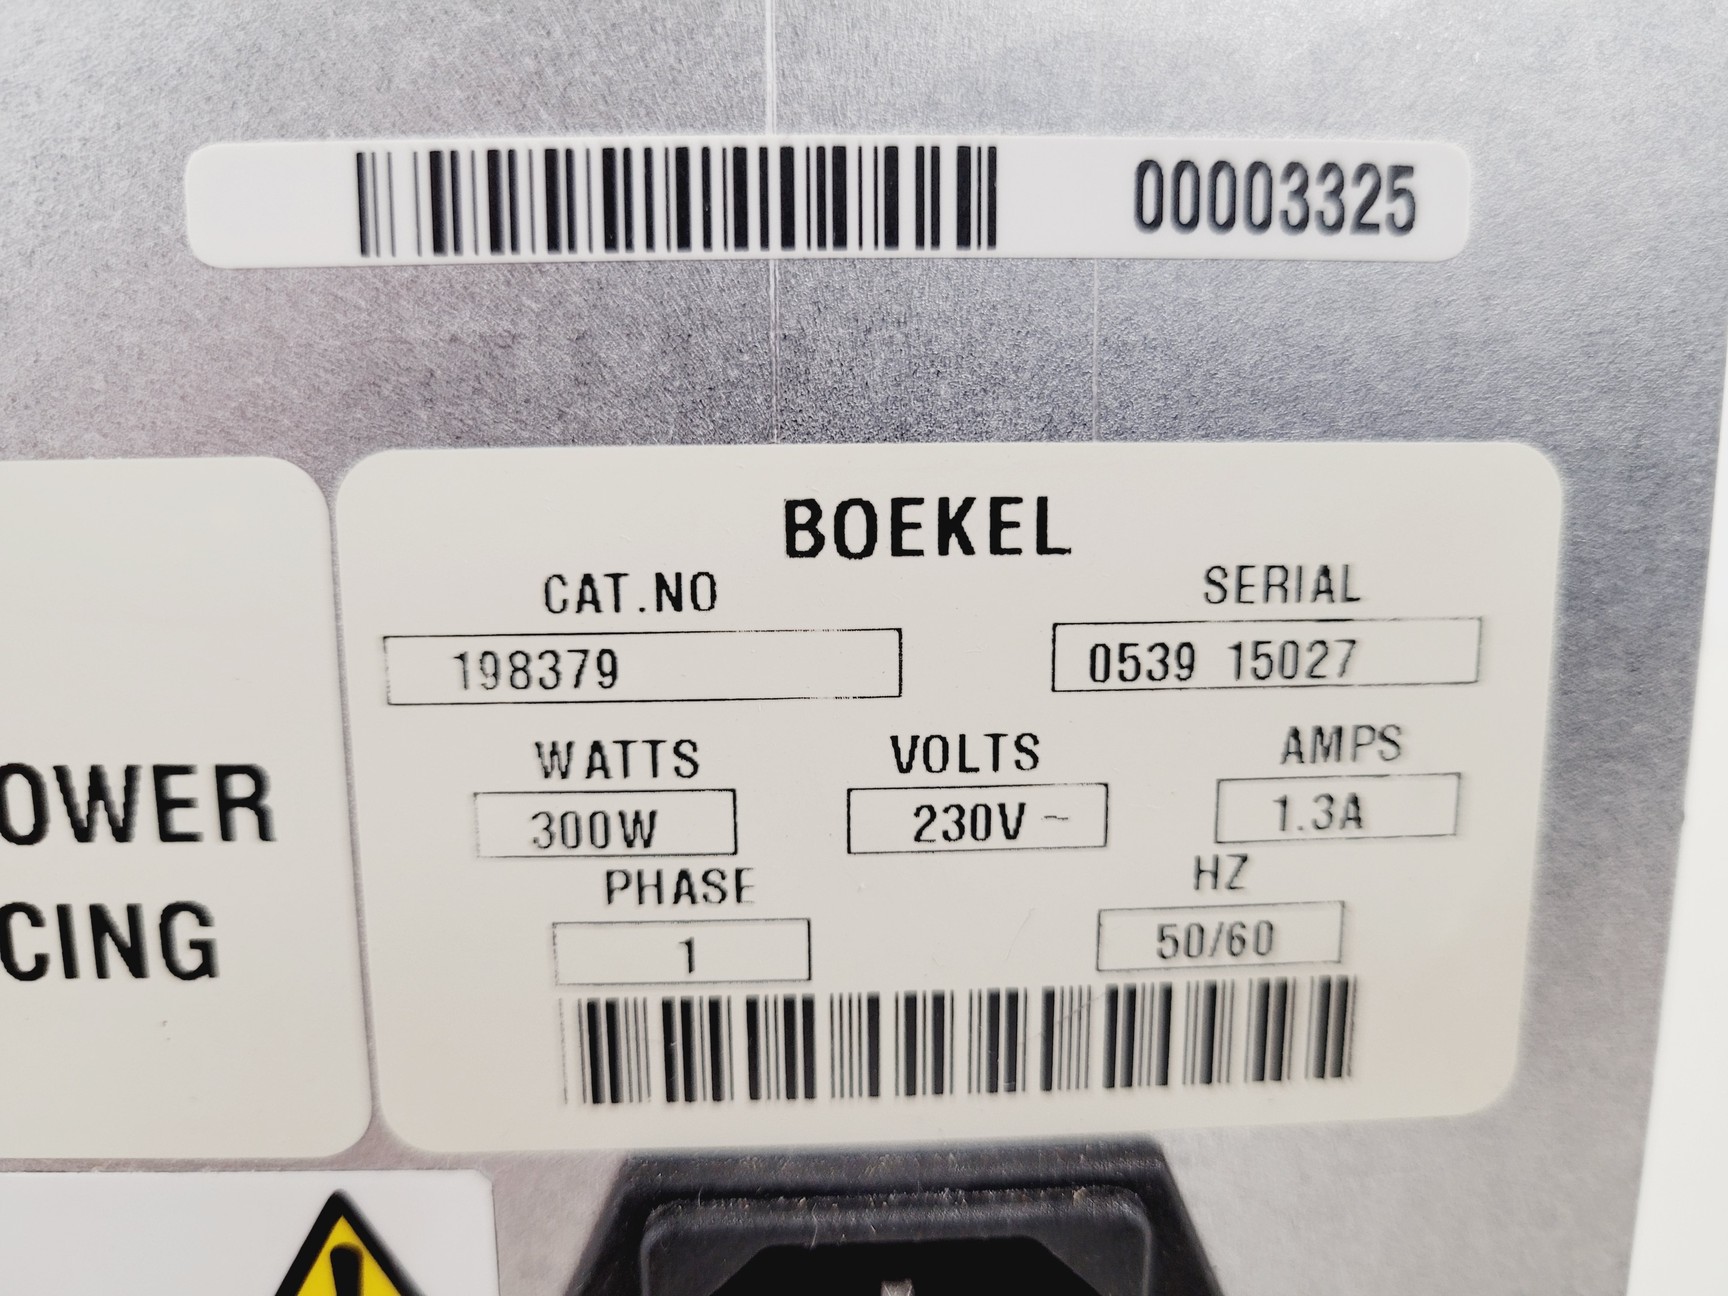 00003325
BOEKEL
CAT.NO SERIAL
198379 0539 15027
WATTS VOLTS AMPS
300W 230V ~ 1.3A
PHASE HZ
1 50/60
OWER
CING